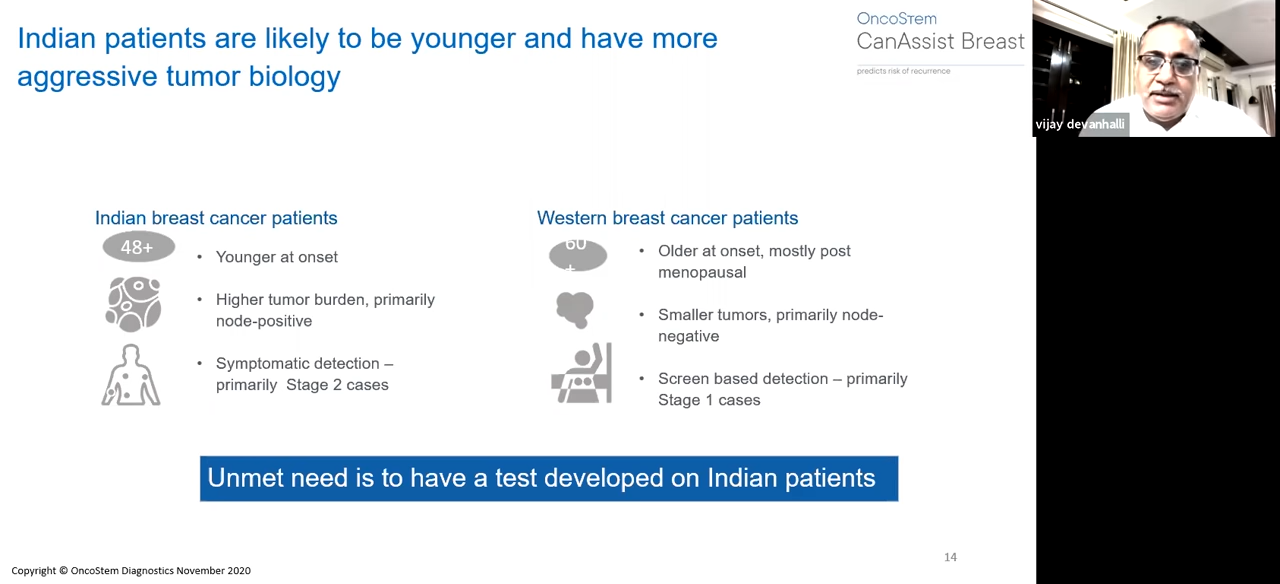 Indian patients are likely to be younger and have more
aggressive tumor biology
OncoStem
CanAssist Breast
predicts risk of recurrence
vijay devanhalli
Indian breast cancer patients
48+
• Younger at onset
• Higher tumor burden, primarily
node-positive
• Symptomatic detection –
primarily Stage 2 cases
Western breast cancer patients
60
+
• Older at onset, mostly post
menopausal
• Smaller tumors, primarily node-
negative
• Screen based detection – primarily
Stage 1 cases
Unmet need is to have a test developed on Indian patients
14
Copyright © OncoStem Diagnostics November 2020